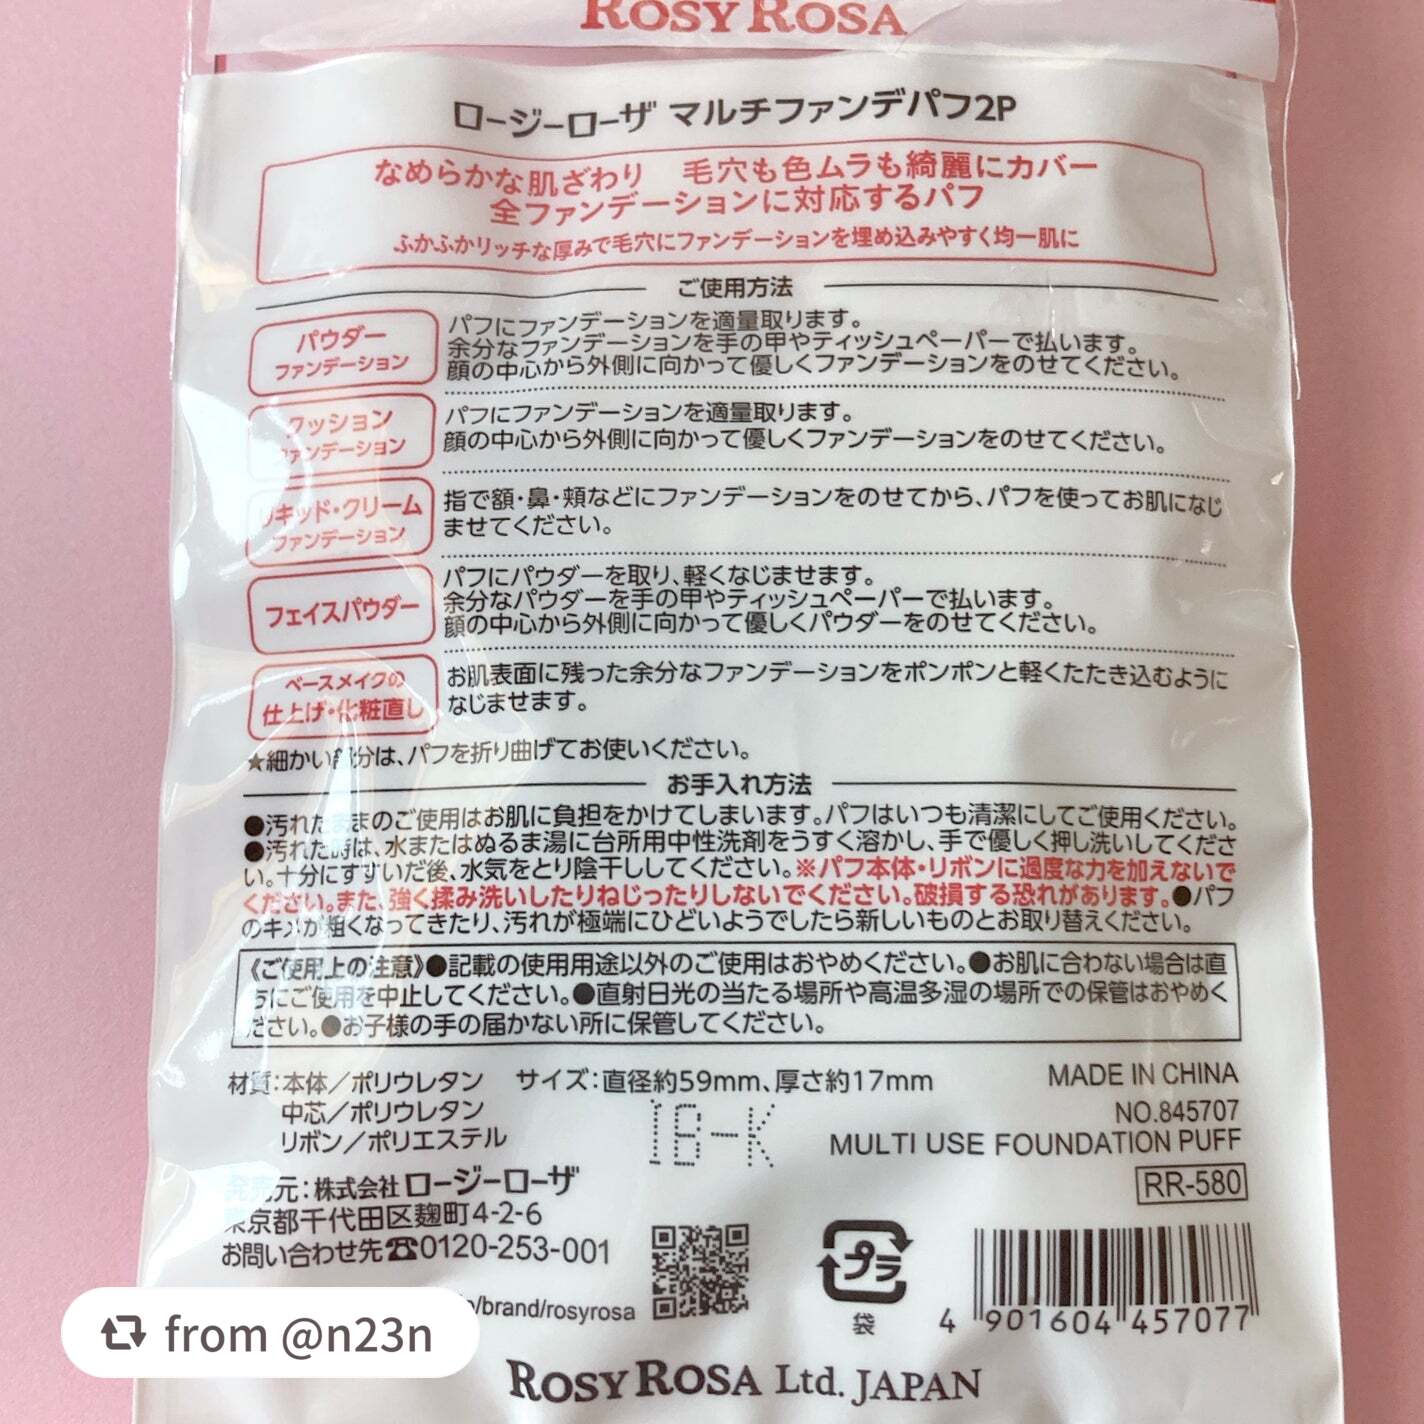 ROSY ROSA
ロージーローザ マルチファンデパフ2P
なめらかな肌ざわり 毛穴も色ムラも綺麗にカバー
全ファンデーションに対応するパフ
ふかふかリッチな厚みで毛穴にファンデーションを埋め込みやすく均一肌に
ご使用方法
パウダー
ファンデーション
パフにファンデーションを適量取ります。
余分なファンデーションを手の甲やティッシュペーパーで払います。
顔の中心から外側に向かって優しくファンデーションをのせてください。
クッション
ファンデーション
パフにファンデーションを適量取ります。
顔の中心から外側に向かって優しくファンデーションをのせてください。
リキッド・クリーム
ファンデーション
指で額・鼻・頬などにファンデーションをのせてから、パフを使ってお肌になじ
ませてください。
フェイスパウダー
パフにパウダーを取り、軽くなじませます。
余分なパウダーを手の甲やティッシュペーパーで払います。
顔の中心から外側に向かって優しくパウダーをのせてください。
ベースメイクの
仕上げ・化粧直し
お肌表面に残った余分なファンデーションをポンポンと軽くたたき込むように
なじませます。
★細かい部分は、パフを折り曲げてお使いください。
お手入れ方法
●汚れたままのご使用はお肌に負担をかけてしまいます。パフはいつも清潔にしてご使用ください。
●汚れた時は、水またはぬるま湯に台所用中性洗剤をうすく溶かし、手で優しく押し洗いしてくださ
い。十分にすすいだ後、水気をとり陰干ししてください。※パフ本体・リボンに過度な力を加えないで
ください。また、強く揉み洗いしたりねじったりしないでください。破損する恐れがあります。●パフ
のキメが粗くなってきたり、汚れが極端にひどいようでしたら新しいものとお取り替えください。
《ご使用上の注意》●記載の使用用途以外のご使用はおやめください。●お肌に合わない場合は直
ちにご使用を中止してください。●直射日光の当たる場所や高温多湿の場所での保管はおやめく
ださい。●お子様の手の届かない所に保管してください。
材質：本体／ポリウレタン サイズ：直径約59mm、厚さ約17mm
中芯／ポリウレタン
リボン／ポリエステル
1B-K
MADE IN CHINA
NO.845707
MULTI USE FOUNDATION PUFF
RR-580
発売元：株式会社ロージーローザ
東京都千代田区麹町4-2-6
お問い合わせ先☎0120-253-001
/brand/rosyrosa
プラ
袋
4 901604 457077
ROSY ROSA Ltd. JAPAN
from @n23n